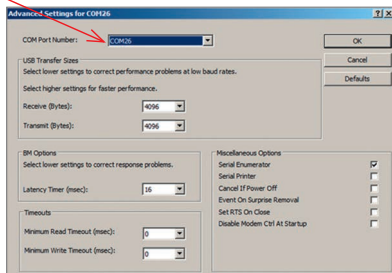 Advanced Settings for COM26
COM Port Number:
COM26
OK
Cancel
Defaults
USB Transfer Sizes
Select lower settings to correct performance problems at low baud rates.
Select higher settings for faster performance.
Receive (Bytes):
4096
Transmit (Bytes):
4096
BM Options
Select lower settings to correct response problems.
Latency Timer (msec):
16
Timeouts
Minimum Read Timeout (msec):
0
Minimum Write Timeout (msec):
0
Miscellaneous Options
Serial Enumerator
Serial Printer
Cancel If Power Off
Event On Surprise Removal
Set RTS On Close
Disable Modem Ctrl At Startup